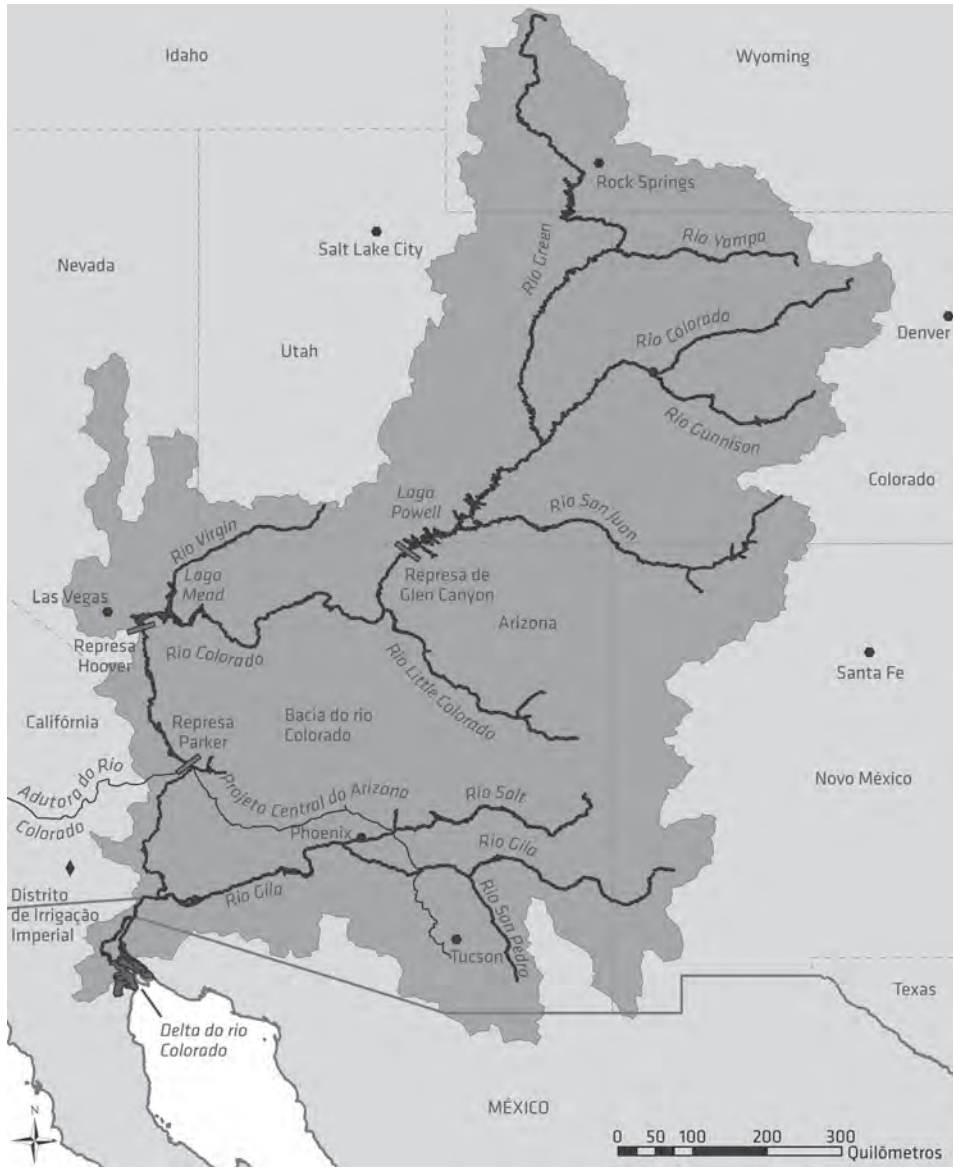 Idaho
Wyoming
Rock Springs
Rio Yampa
Rio Green
Salt Lake City
Nevada
Utah
Rio Colorado
Denver
Rio Gunnison
Colorado
Lago
Powell
Rio San Juan
Rio Virgin
Lago
Mead
Represa de
Glen Canyon
Las Vegas
Arizona
Represa
Hoover
Rio Colorado
Rio Little Colorado
Santa Fe
Califórnia
Represa
Parker
Bacia do rio
Colorado
Novo México
Adutora do Rio
Colorado
Projeto Central do Arizona
Rio Salt
Phoenix
Rio Gila
Rio Gila
Distrito
de Irrigação
Imperial
Rio San Pedro
Tucson
Texas
Delta do rio
Colorado
MÉXICO
N
0 50 100 200 300
Quilômetros